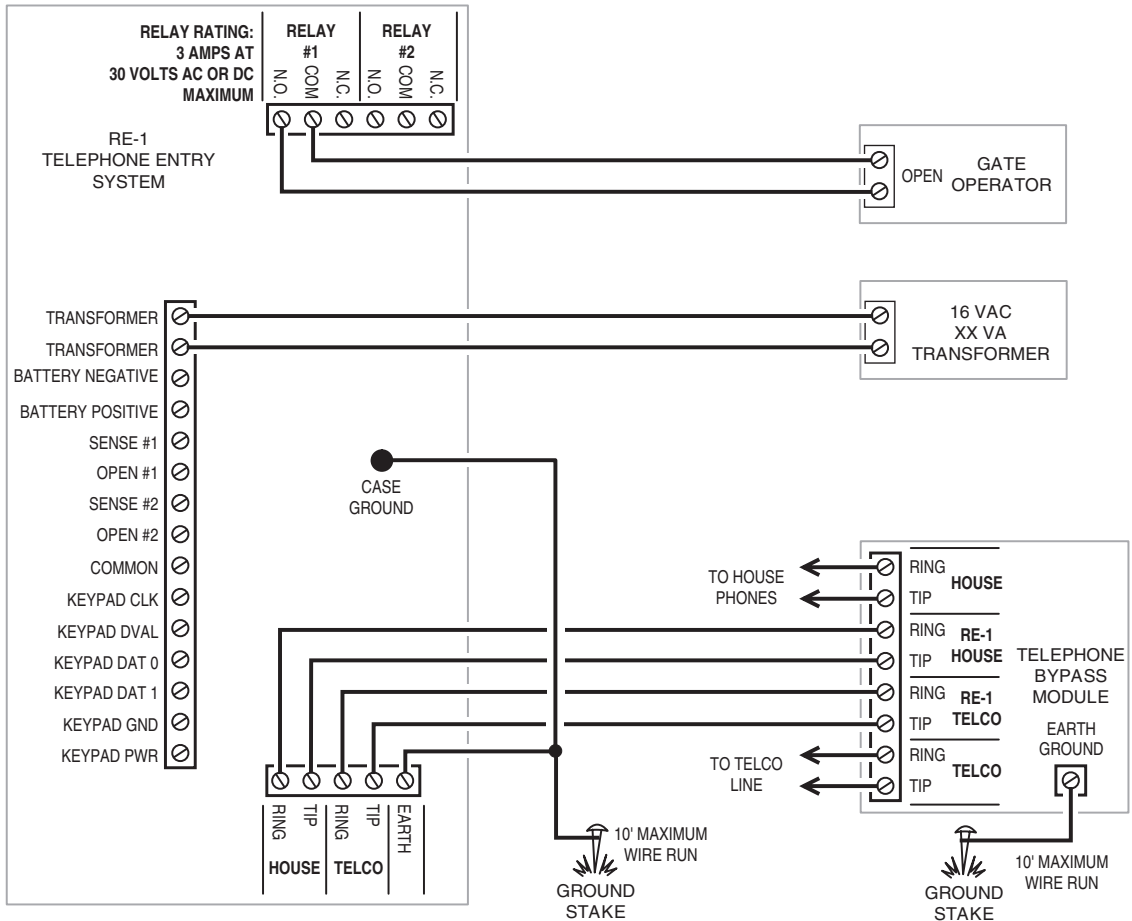 RELAY RATING:
3 AMPS AT
30 VOLTS AC OR DC
MAXIMUM
RELAY
#1
RELAY
#2
N.O.
COM
N.C.
N.O.
COM
N.C.
RE-1
TELEPHONE ENTRY
SYSTEM
OPEN
GATE
OPERATOR
TRANSFORMER
TRANSFORMER
BATTERY NEGATIVE
BATTERY POSITIVE
SENSE #1
OPEN #1
SENSE #2
OPEN #2
COMMON
KEYPAD CLK
KEYPAD DVAL
KEYPAD DAT 0
KEYPAD DAT 1
KEYPAD GND
KEYPAD PWR
16 VAC
XX VA
TRANSFORMER
CASE
GROUND
TO HOUSE
PHONES
RING
TIP
HOUSE
RING
TIP
RE-1
HOUSE
RING
TIP
RE-1
TELCO
RING
TIP
TELCO
TELEPHONE
BYPASS
MODULE
EARTH
GROUND
TO TELCO
LINE
RING
TIP
RING
TIP
EARTH
HOUSE
TELCO
10' MAXIMUM
WIRE RUN
GROUND
STAKE
10' MAXIMUM
WIRE RUN
GROUND
STAKE